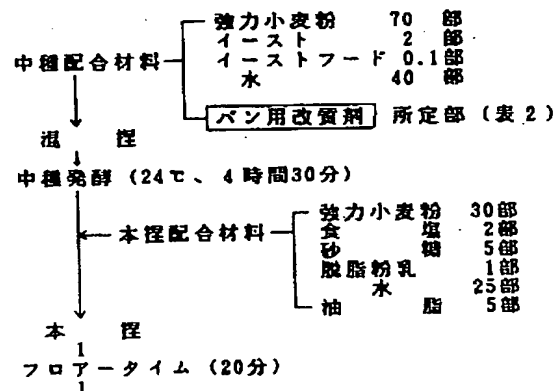 強力小麦粉 70 部
イースト 2 部
イーストフード 0.1部
水 40 部
中種配合材料
パン用改質剤 所定部 (表2)
混 捏
中種発酵 (24℃、4時間30分)
強力小麦粉 30部
食 塩 2部
砂 糖 5部
本捏配合材料
脱脂粉乳 1部
水 25部
油 脂 5部
本 捏
1
フロアータイム (20分)
1